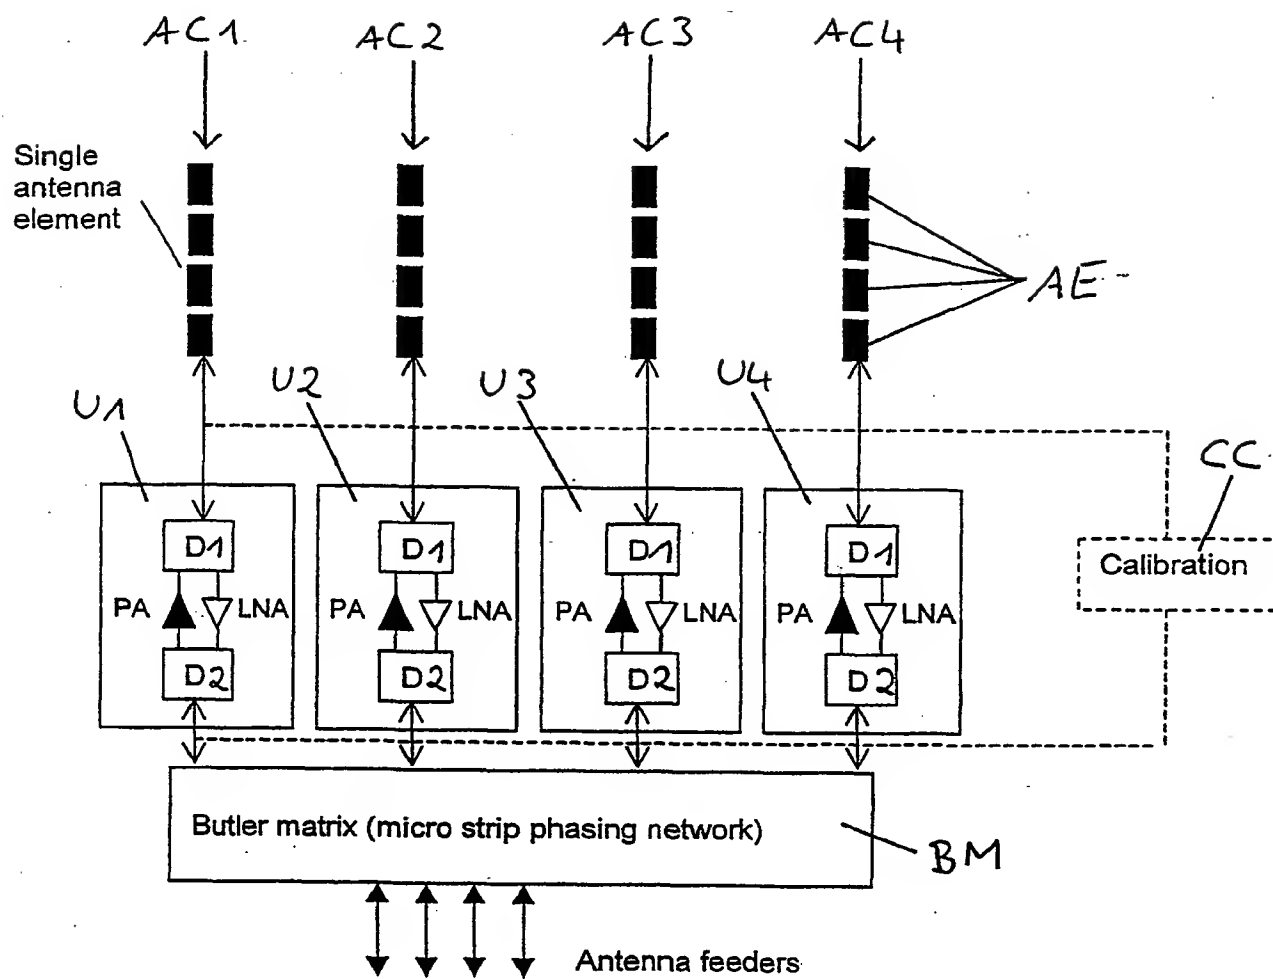 AC1 AC2 AC3 AC4
Single
antenna
element
AE
U1 U2 U3 U4
CC
D1 D1 D1 D1
Calibration
PA LNA PA LNA PA LNA PA LNA
D2 D2 D2 D2
Butler matrix (micro strip phasing network)
BM
Antenna feeders